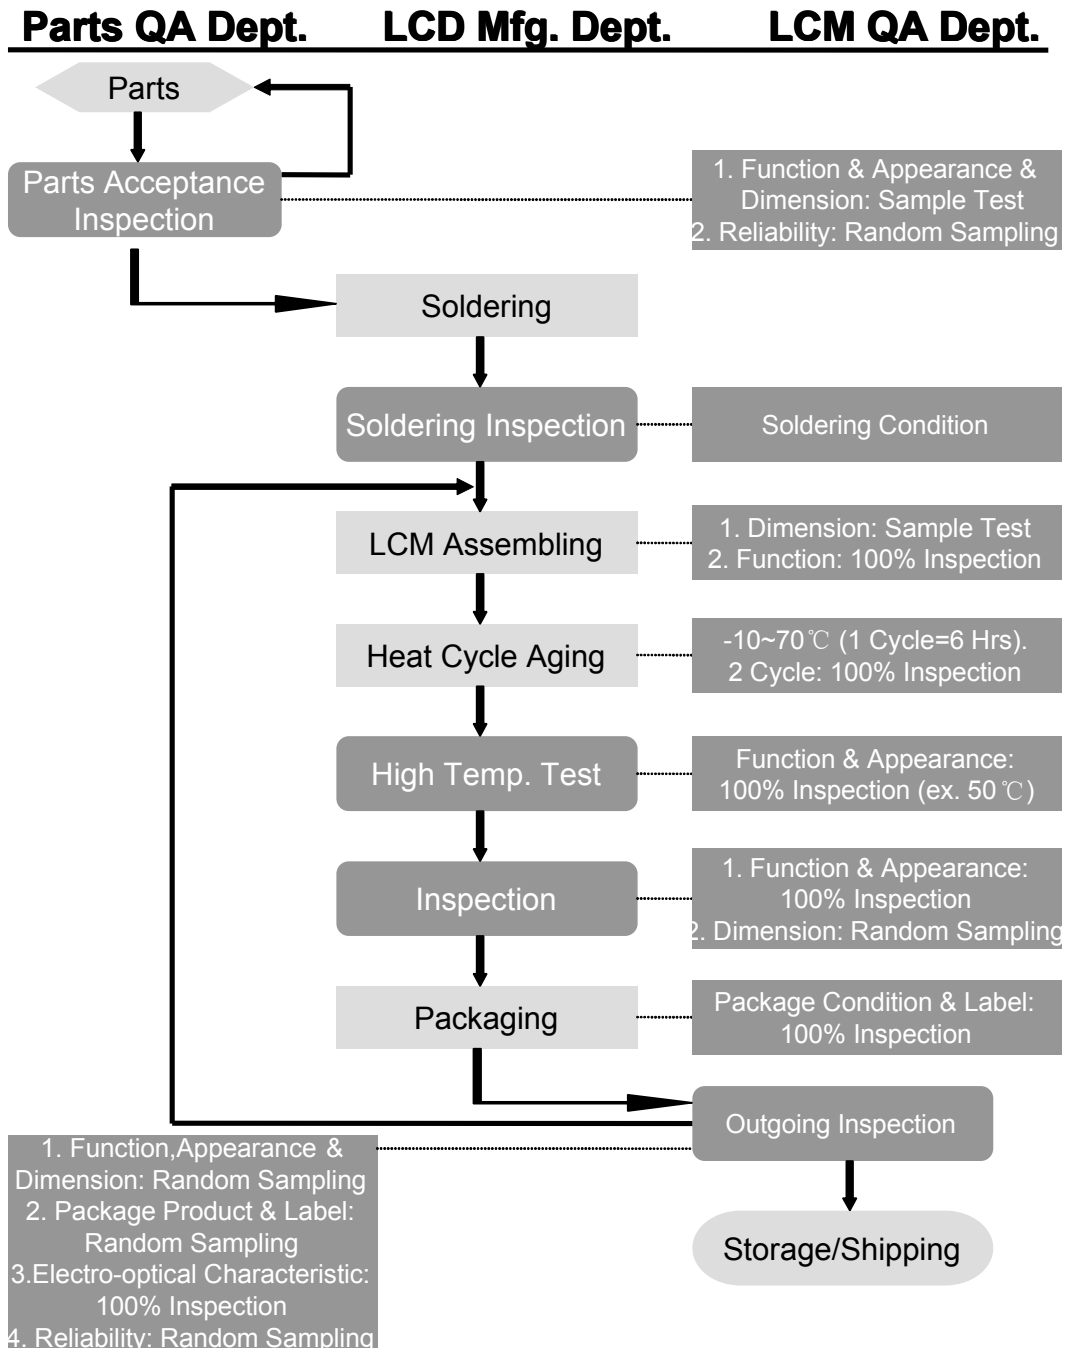 Parts QA Dept. LCD Mfg. Dept. LCM QA Dept.
Parts
Parts Acceptance
Inspection
1. Function & Appearance &
Dimension: Sample Test
2. Reliability: Random Sampling
Soldering
Soldering Inspection
Soldering Condition
LCM Assembling
1. Dimension: Sample Test
2. Function: 100% Inspection
Heat Cycle Aging
-10~70℃ (1 Cycle=6 Hrs).
2 Cycle: 100% Inspection
High Temp. Test
Function & Appearance:
100% Inspection (ex. 50℃)
Inspection
1. Function & Appearance:
100% Inspection
2. Dimension: Random Sampling
Packaging
Package Condition & Label:
100% Inspection
Outgoing Inspection
1. Function,Appearance &
Dimension: Random Sampling
2. Package Product & Label:
Random Sampling
3.Electro-optical Characteristic:
100% Inspection
4. Reliability: Random Sampling
Storage/Shipping